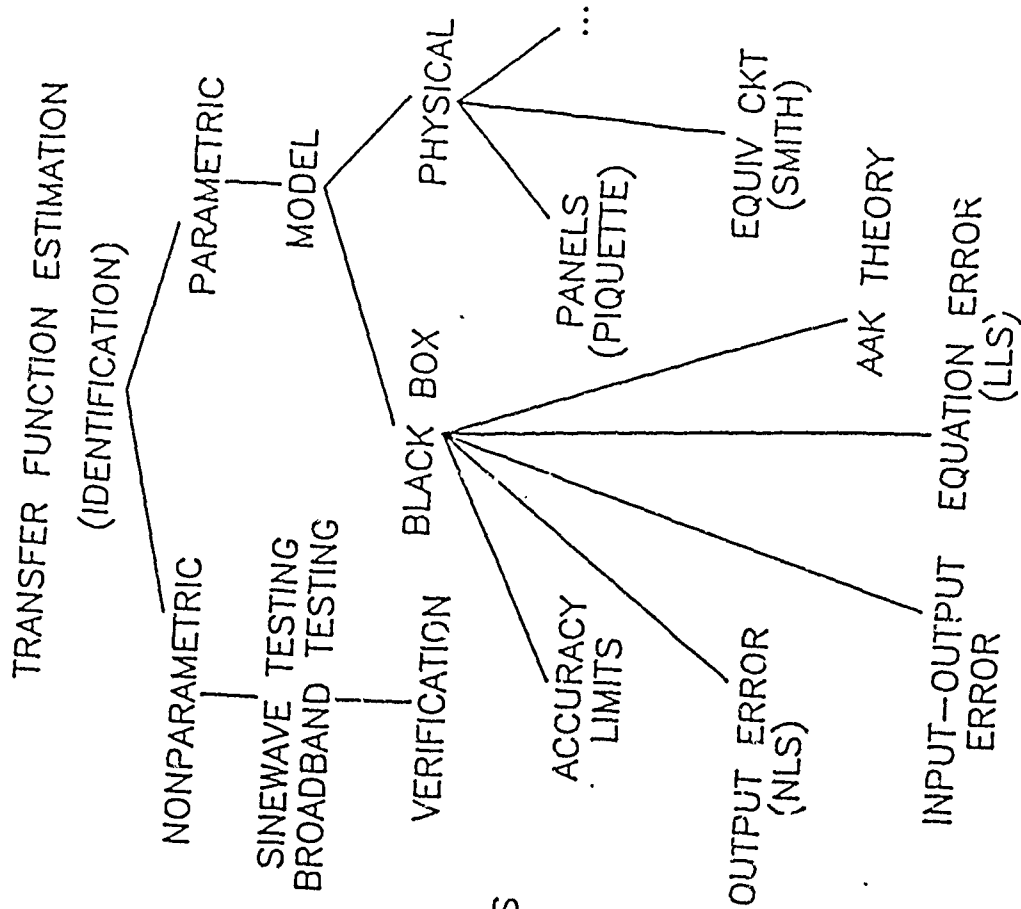 TRANSFER FUNCTION ESTIMATION
(IDENTIFICATION)
NONPARAMETRIC
PARAMETRIC
SINEWAVE TESTING
BROADBAND TESTING
MODEL
VERIFICATION
BLACK BOX
PHYSICAL
ACCURACY
LIMITS
PANELS
(PIQUETTE)
...
OUTPUT ERROR
(NLS)
EQUIV CKT
(SMITH)
INPUT-OUTPUT
ERROR
EQUATION ERROR
(LLS)
AAK THEORY
S